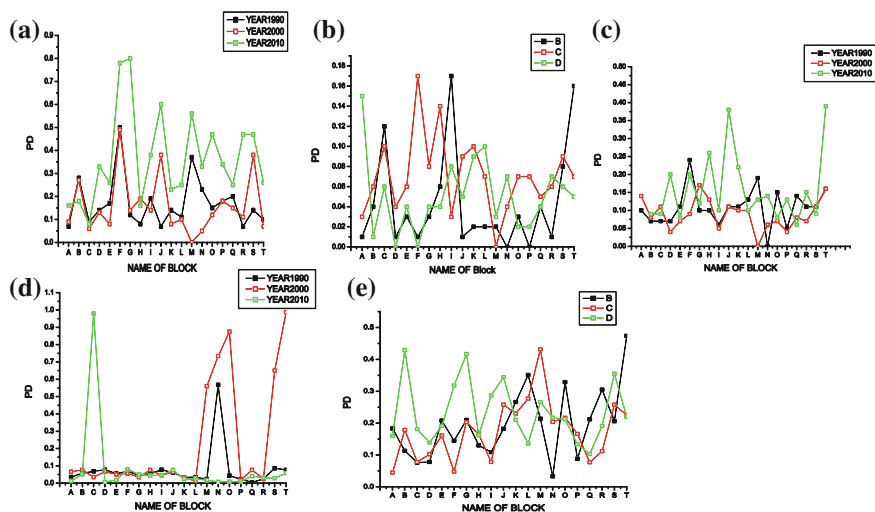 (a)
YEAR1990
YEAR2000
YEAR2010
0.9
0.8
0.7
0.6
0.5
0.4
0.3
0.2
0.1
0.0
PD
A B C D E F G H I J K L M N O P Q R S T
NAME OF BLOCK
(b)
B
C
D
0.18
0.16
0.14
0.12
0.10
0.08
0.06
0.04
0.02
0.00
PD
A B C D E F G H I J K L M N O P Q R S T
NAME OF Block
(c)
YEAR1990
YEAR2000
YEAR2010
0.50
0.45
0.40
0.35
0.30
0.25
0.20
0.15
0.10
0.05
0.00
PD
A B C D E F G H I J K L M N O P Q R S T
NAME OF BLOCK
(d)
YEAR1990
YEAR2000
YEAR2010
1.0
0.9
0.8
0.7
0.6
0.5
0.4
0.3
0.2
0.1
0.0
PD
A B C D E F G H I J K L M N O P Q R S T
NAME OF BLOCK
(e)
B
C
D
0.5
0.4
0.3
0.2
0.1
0.0
PD
A B C D E F G H I J K L M N O P Q R S T
NAME OF BLOCK